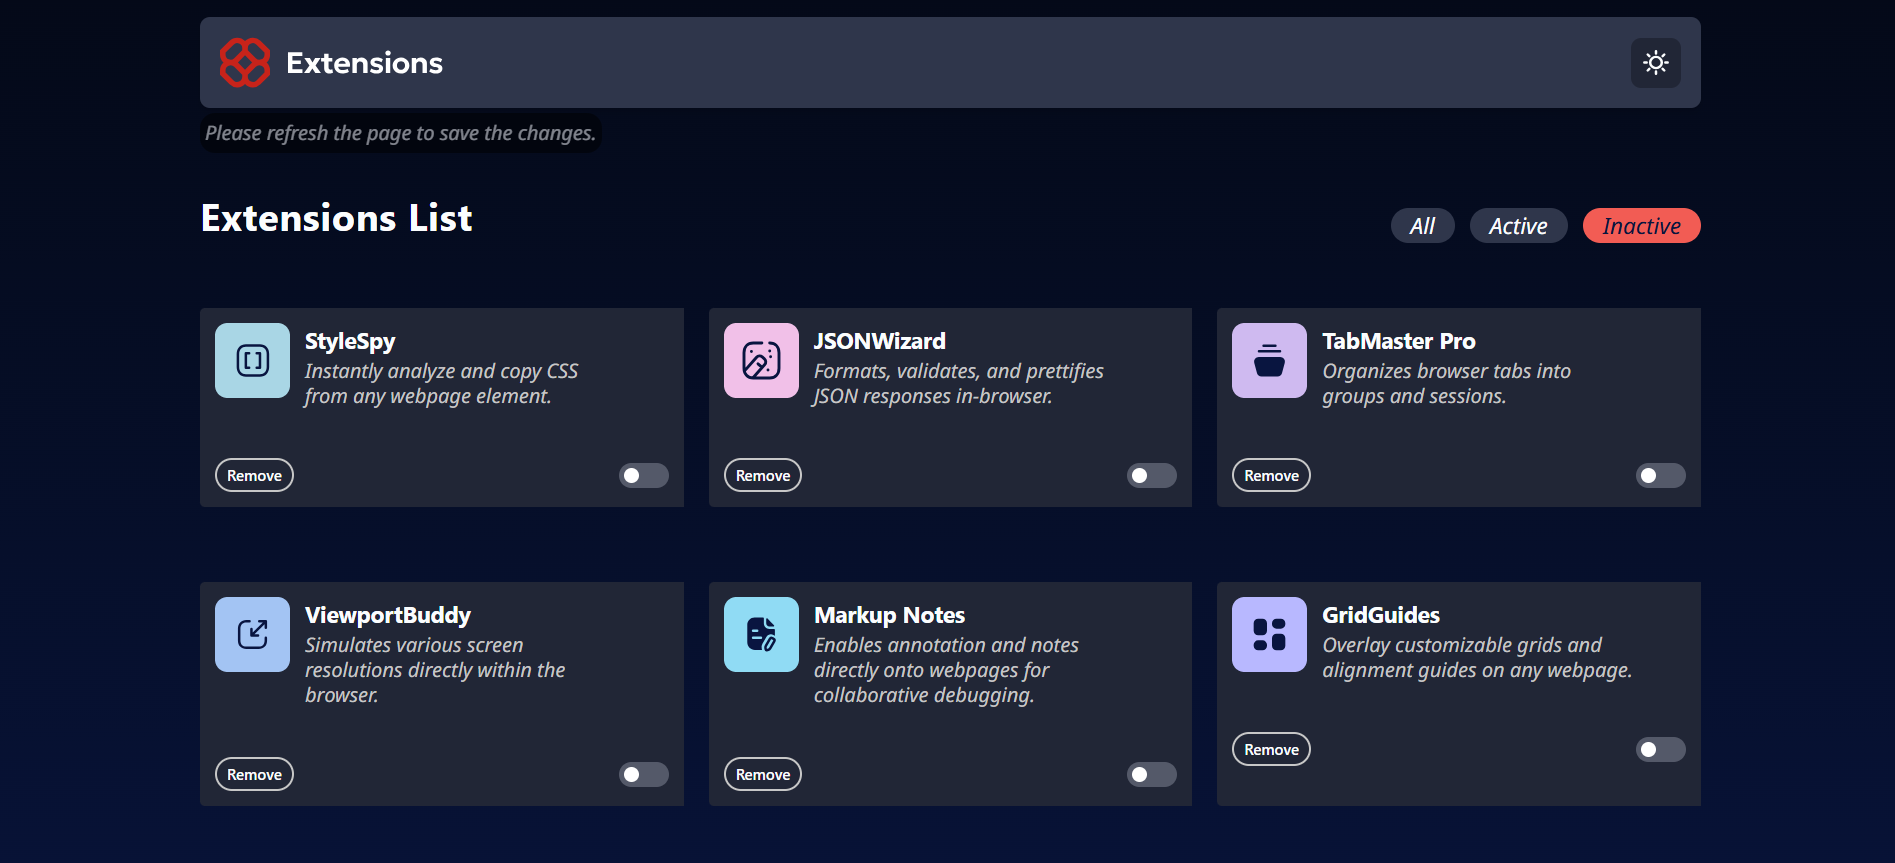 Extensions
Please refresh the page to save the changes.
Extensions List
All
Active
Inactive
StyleSpy
Instantly analyze and copy CSS
from any webpage element.
Remove
JSONWizard
Formats, validates, and prettifies
JSON responses in-browser.
Remove
TabMaster Pro
Organizes browser tabs into
groups and sessions.
Remove
ViewportBuddy
Simulates various screen
resolutions directly within the
browser.
Remove
Markup Notes
Enables annotation and notes
directly onto webpages for
collaborative debugging.
Remove
GridGuides
Overlay customizable grids and
alignment guides on any webpage.
Remove